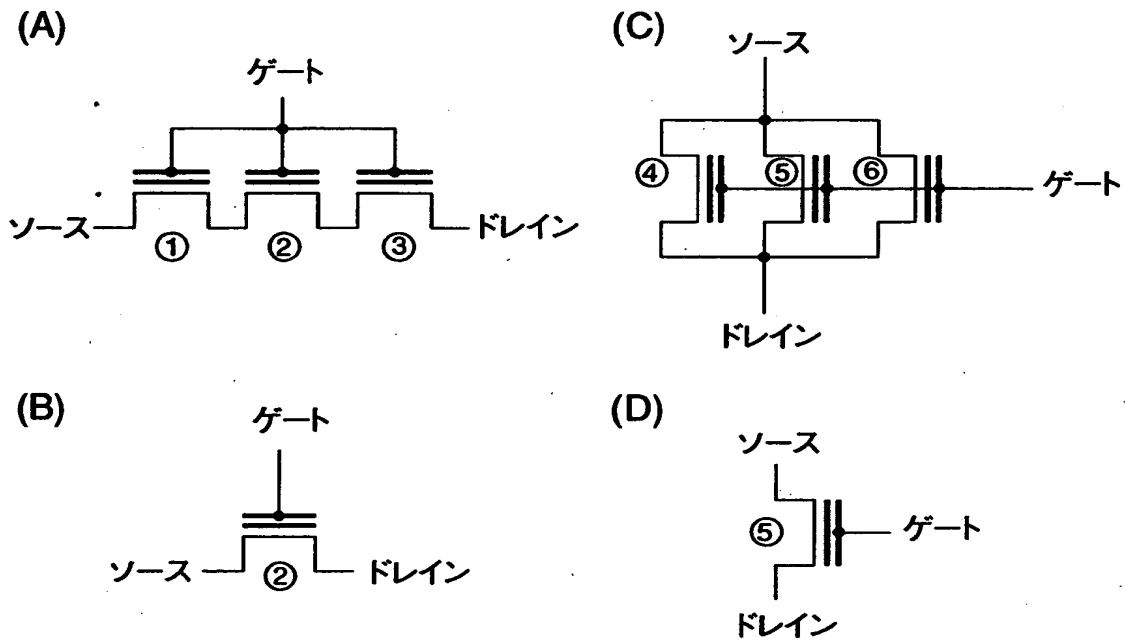 (A)
ゲート
ソース
ドレイン
①
②
③
(C)
ソース
④
⑤
⑥
ゲート
ドレイン
(B)
ゲート
ソース
②
ドレイン
(D)
ソース
⑤
ゲート
ドレイン